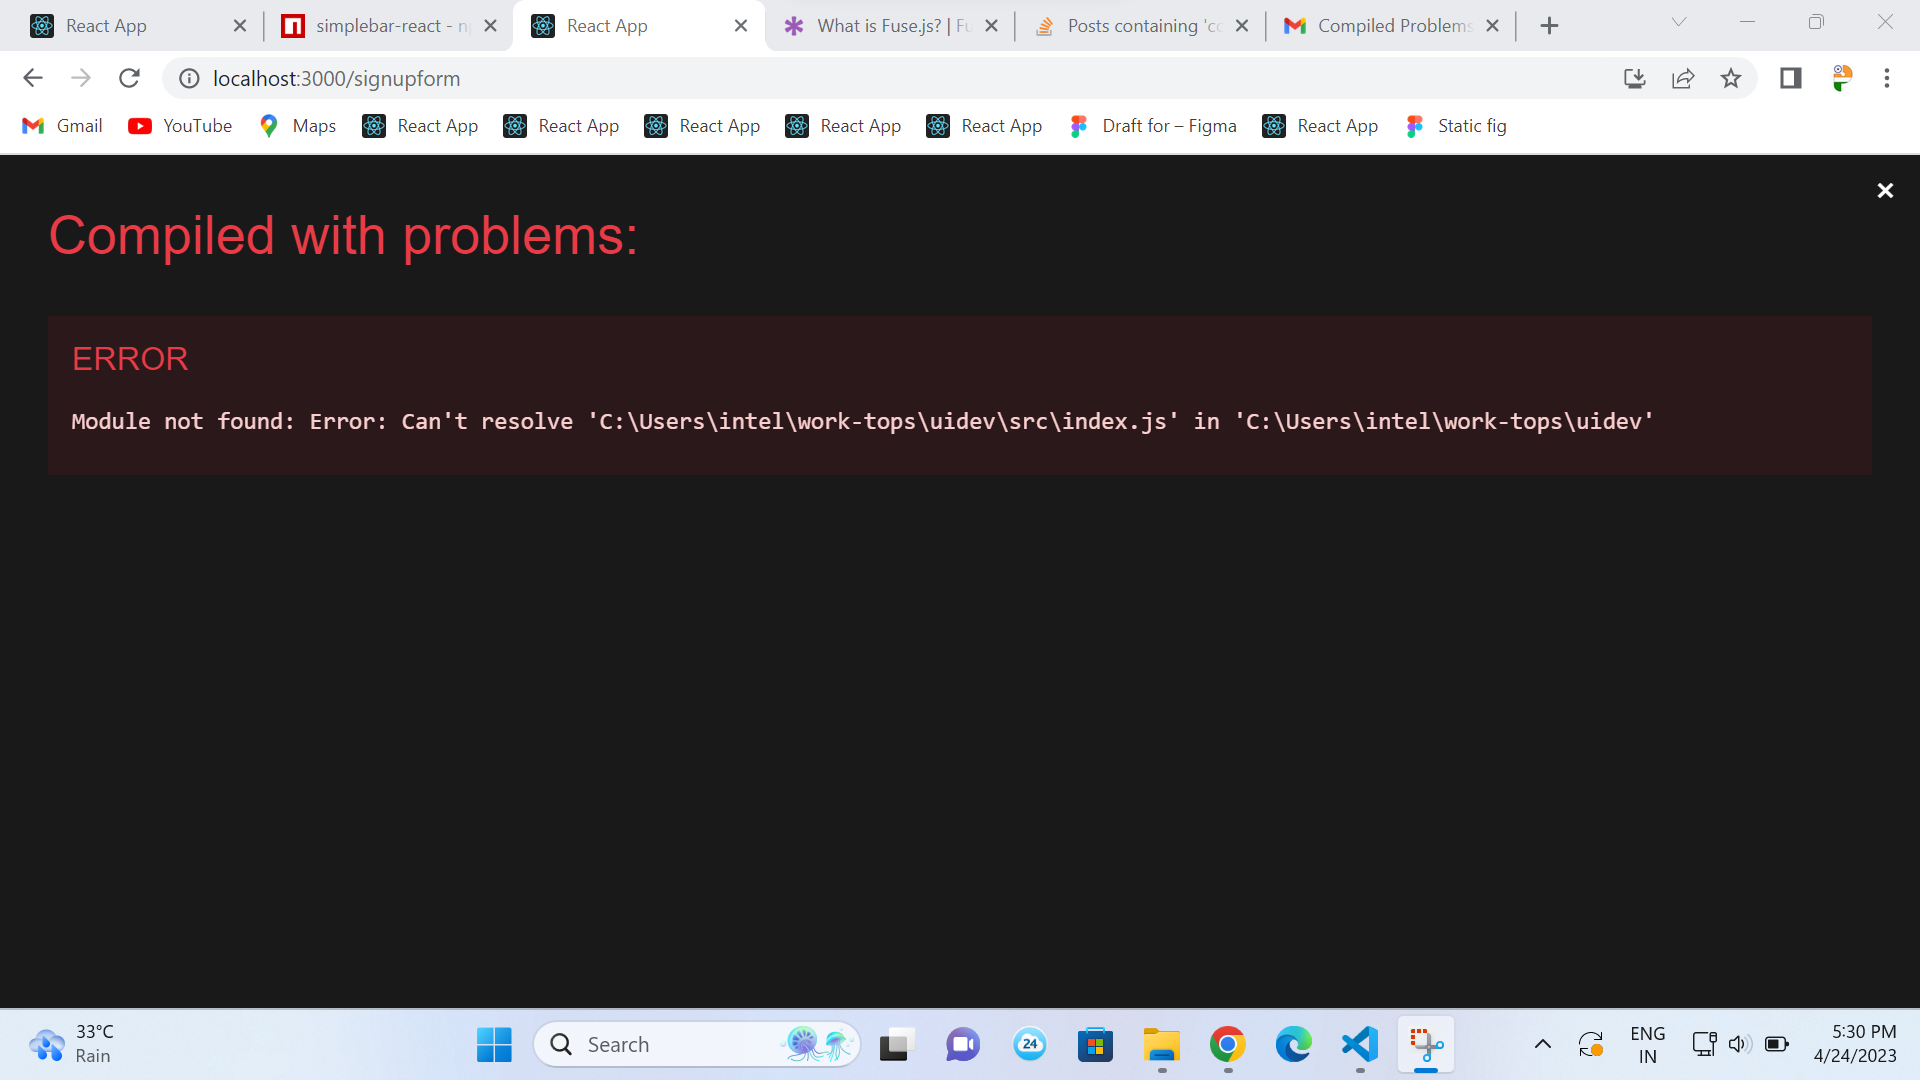 React App
simplebar-react - n
React App
What is Fuse.js? | Fu
Posts containing 'co
Compiled Problems
localhost:3000/signupform
Gmail
YouTube
Maps
React App
React App
React App
React App
React App
Draft for – Figma
React App
Static fig
Compiled with problems:
ERROR
Module not found: Error: Can't resolve 'C:\Users\intel\work-tops\uidev\src\index.js' in 'C:\Users\intel\work-tops\uidev'
33°C
Rain
Search
24
ENG
IN
5:30 PM
4/24/2023